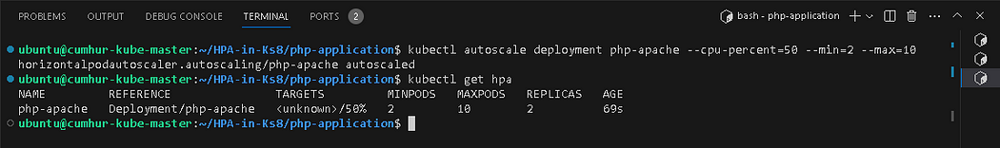 PROBLEMS OUTPUT DEBUG CONSOLE TERMINAL PORTS 2 bash - php-application
ubuntu@cumhur-kube-master:~/HPA-in-Ks8/php-application$ kubectl autoscale deployment php-apache --cpu-percent=50 --min=2 --max=10
horizontalpodautoscaler.autoscaling/php-apache autoscaled
ubuntu@cumhur-kube-master:~/HPA-in-Ks8/php-application$ kubectl get hpa
NAME REFERENCE TARGETS MINPODS MAXPODS REPLICAS AGE
php-apache Deployment/php-apache <unknown>/50% 2 10 2 69s
ubuntu@cumhur-kube-master:~/HPA-in-Ks8/php-application$